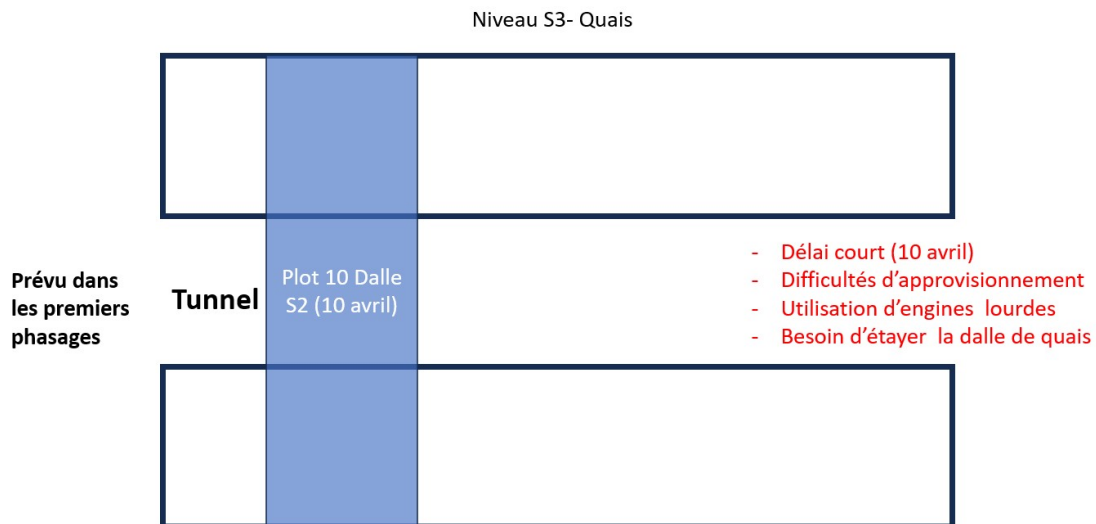 Niveau S3- Quais
Prévu dans
les premiers
phasages
Tunnel
Plot 10 Dalle
S2 (10 avril)
- Délai court (10 avril)
- Difficultés d’approvisionnement
- Utilisation d’engines lourdes
- Besoin d’étayer la dalle de quais